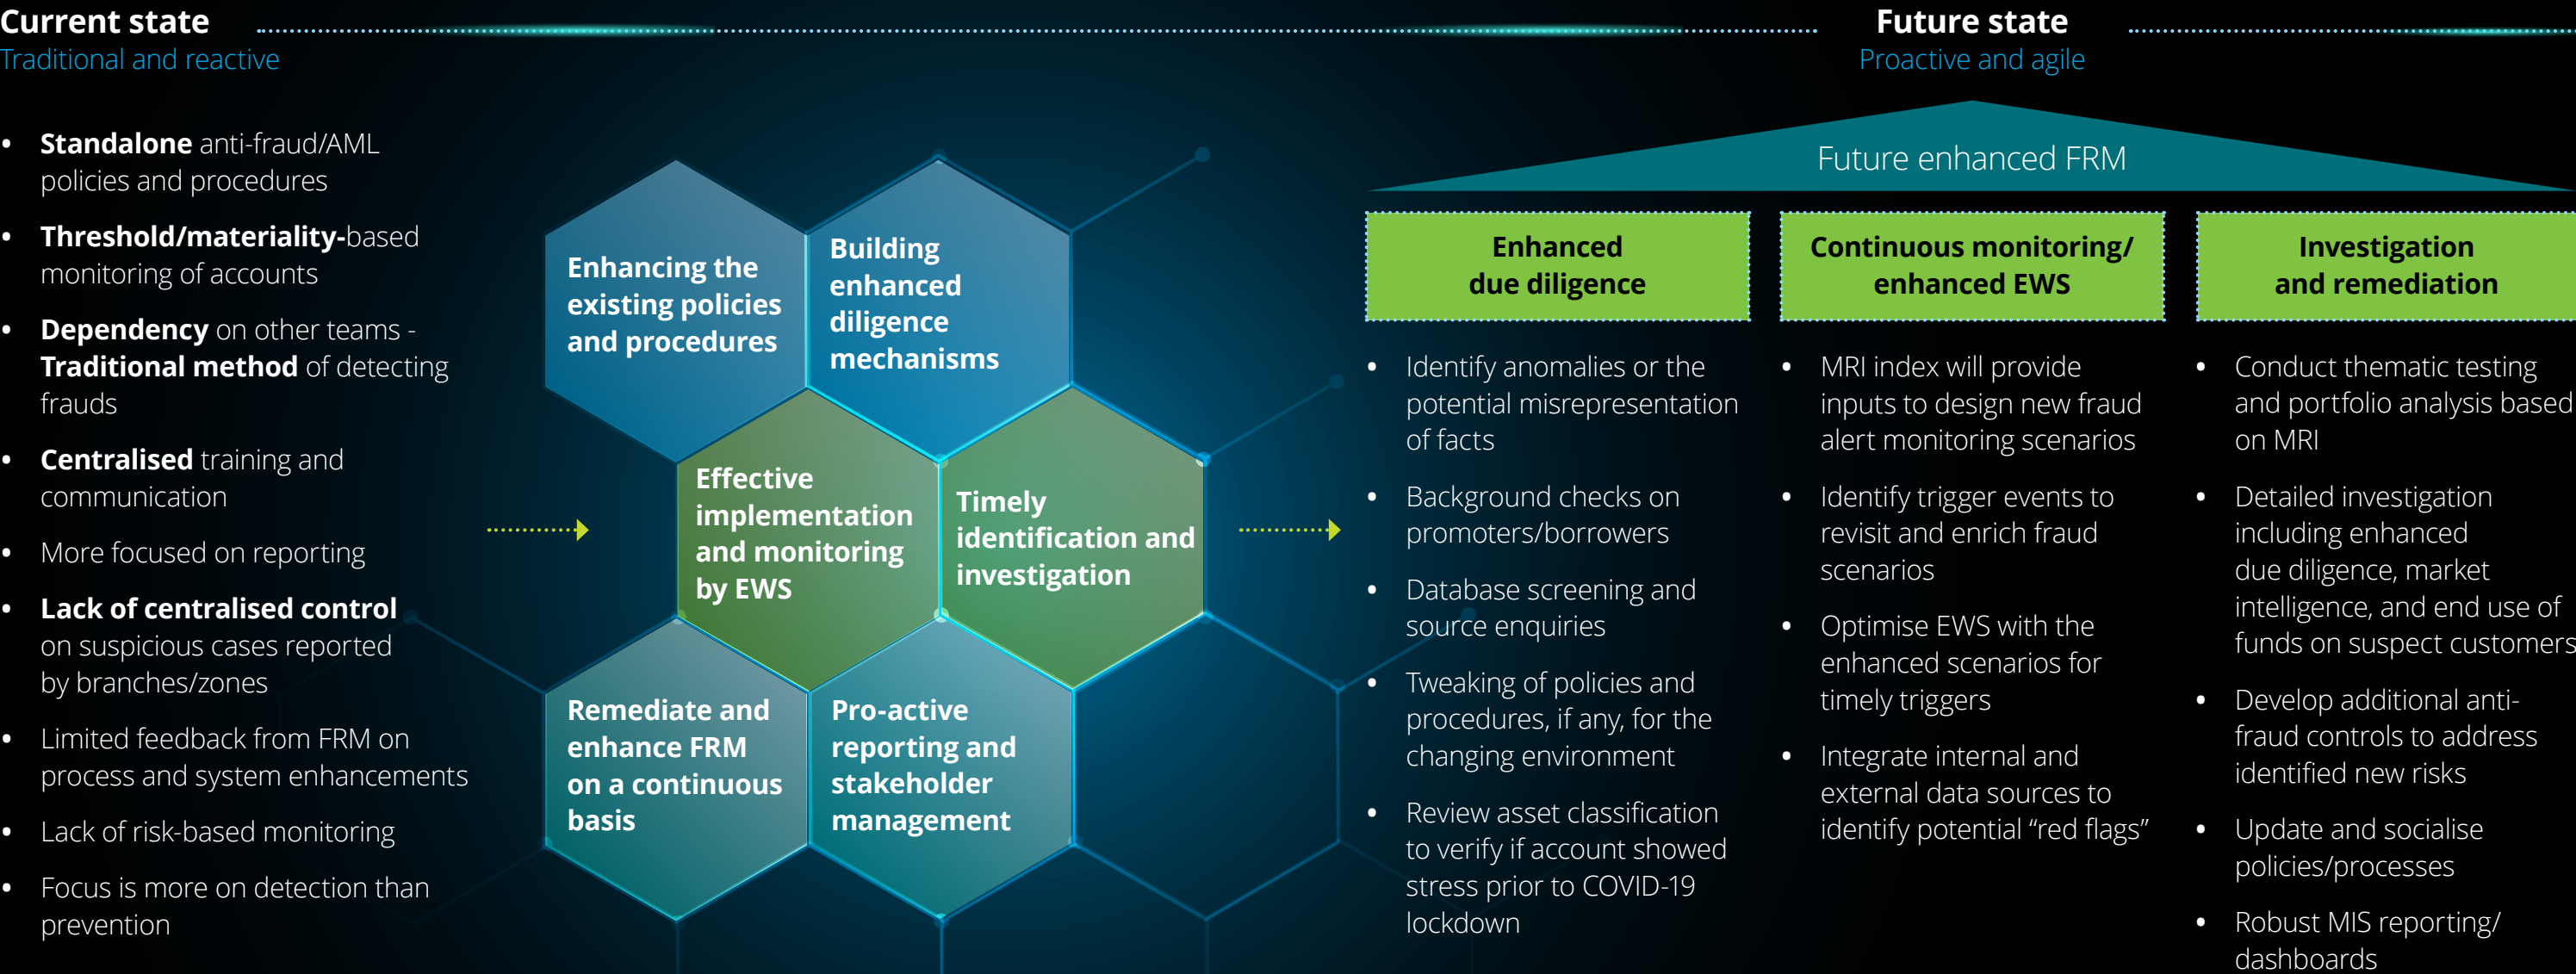 Current state
Traditional and reactive
• Standalone anti-fraud/AML
policies and procedures
• Threshold/materiality-based
monitoring of accounts
• Dependency on other teams -
Traditional method of detecting
frauds
• Centralised training and
communication
• More focused on reporting
• Lack of centralised control
on suspicious cases reported
by branches/zones
• Limited feedback from FRM on
process and system enhancements
• Lack of risk-based monitoring
• Focus is more on detection than
prevention
Enhancing the
existing policies
and procedures
Building
enhanced
diligence
mechanisms
Effective
implementation
and monitoring
by EWS
Timely
identification and
investigation
Remediate and
enhance FRM
on a continuous
basis
Pro-active
reporting and
stakeholder
management
Future state
Proactive and agile
Future enhanced FRM
Enhanced
due diligence
• Identify anomalies or the
potential misrepresentation
of facts
• Background checks on
promoters/borrowers
• Database screening and
source enquiries
• Tweaking of policies and
procedures, if any, for the
changing environment
• Review asset classification
to verify if account showed
stress prior to COVID-19
lockdown
Continuous monitoring/
enhanced EWS
• MRI index will provide
inputs to design new fraud
alert monitoring scenarios
• Identify trigger events to
revisit and enrich fraud
scenarios
• Optimise EWS with the
enhanced scenarios for
timely triggers
• Integrate internal and
external data sources to
identify potential “red flags”
Investigation
and remediation
• Conduct thematic testing
and portfolio analysis based
on MRI
• Detailed investigation
including enhanced
due diligence, market
intelligence, and end use of
funds on suspect customers
• Develop additional anti-
fraud controls to address
identified new risks
• Update and socialise
policies/processes
• Robust MIS reporting/
dashboards